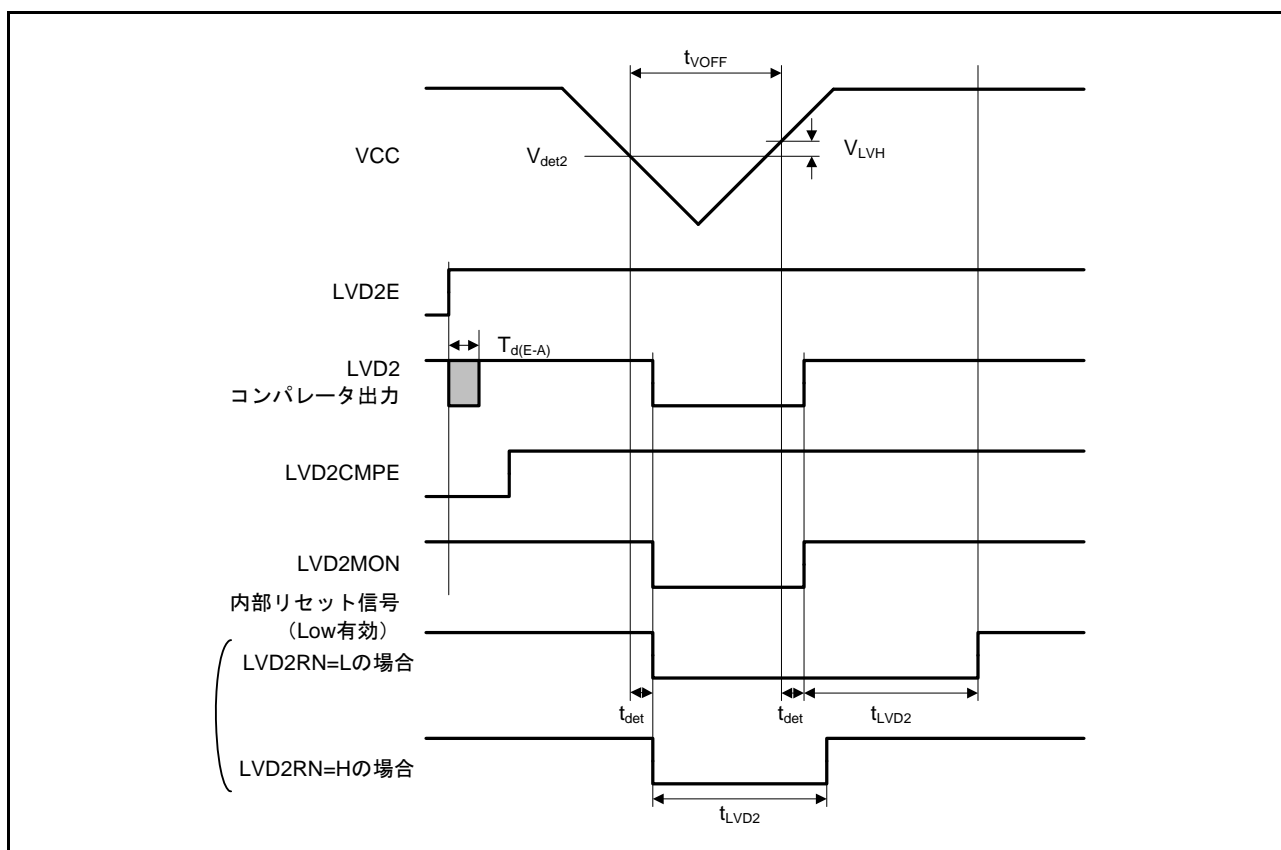 tVOFF
VCC
Vdet2
VLVH
LVD2E
Td(E-A)
LVD2
コンパレータ出力
LVD2CMPE
LVD2MON
内部リセット信号
（Low有効）
LVD2RN=Lの場合
tdet
tdet
tLVD2
LVD2RN=Hの場合
tLVD2